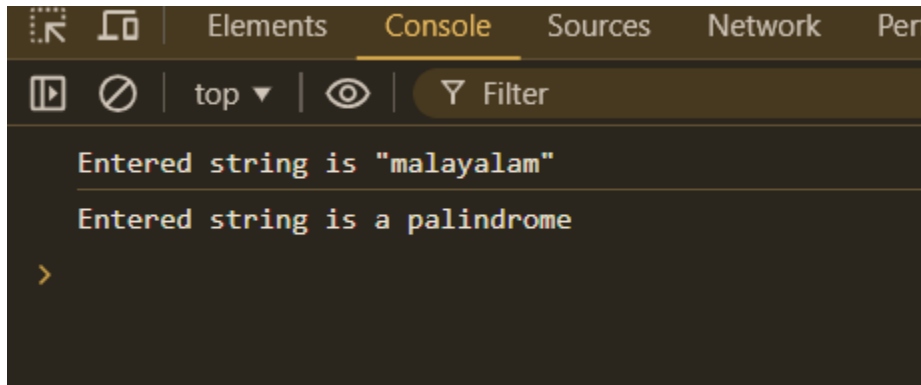 Elements Console Sources Network Per
top Filter
Entered string is "malayalam"
Entered string is a palindrome